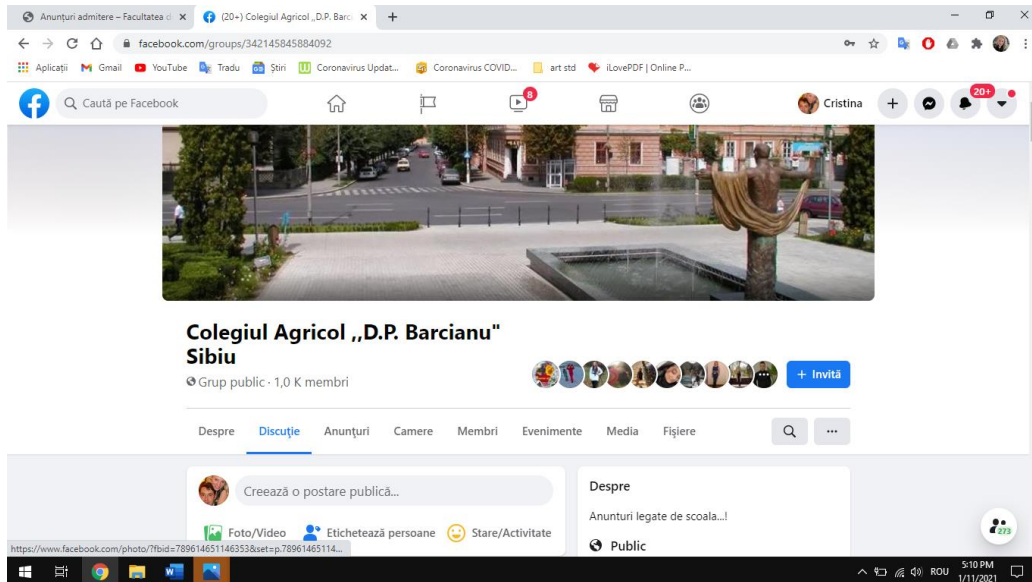 Anunțuri admitere – Facultatea d
(20+) Colegiul Agricol ,,D.P. Barc
facebook.com/groups/342145845884092
Aplicații
Gmail
YouTube
Tradu
Știri
Coronavirus Updat...
Coronavirus COVID...
art std
iLovePDF | Online P...
Caută pe Facebook
8
Cristina
20+
Colegiul Agricol ,,D.P. Barcianu"
Sibiu
Grup public · 1,0 K membri
+ Invită
Despre Discuție Anunțuri Camere Membri Evenimente Media Fișiere
Creează o postare publică...
Foto/Video
Etichetează persoane
Stare/Activitate
Despre
Anunturi legate de scoala...!
Public
273
https://www.facebook.com/photo/?fbid=789614651146353&set=p.78961465114...
ROU
5:10 PM
1/11/2021